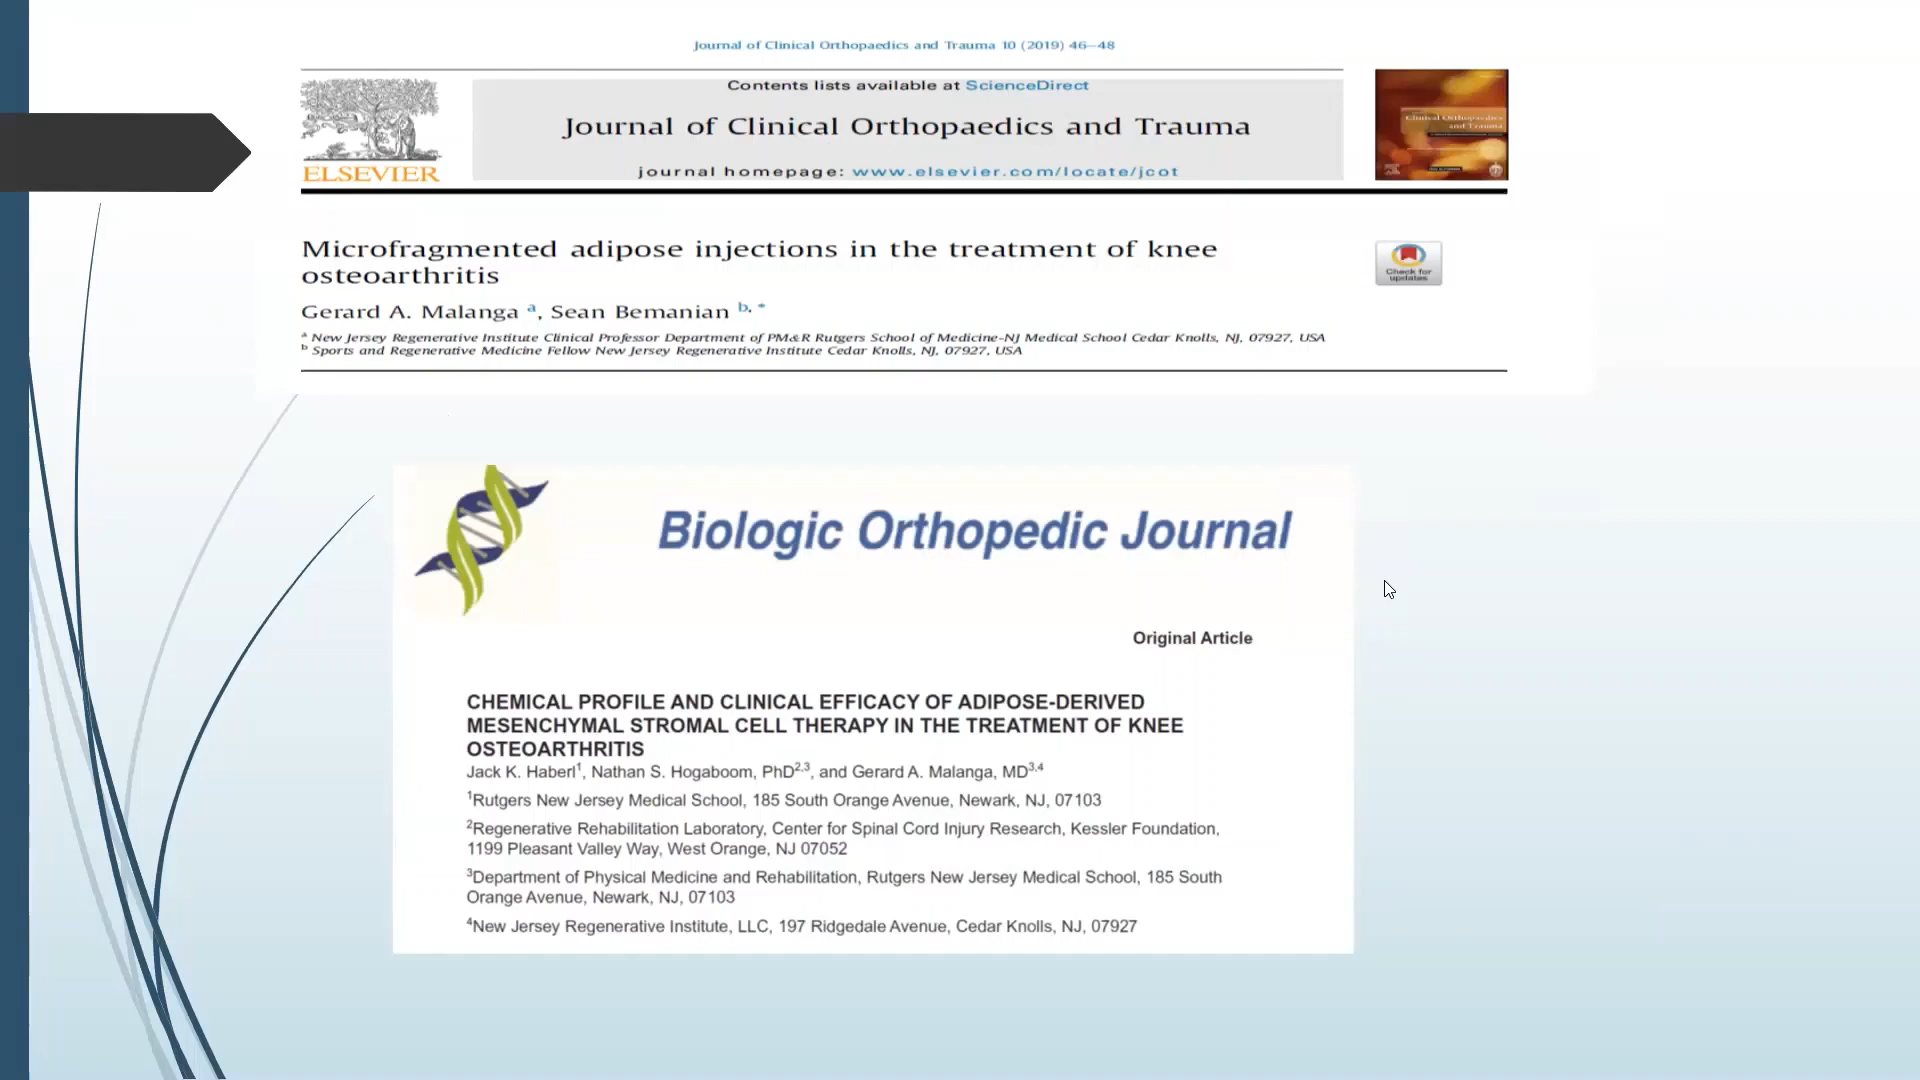 Journal of Clinical Orthopaedics and Trauma 10 (2019) 46–48
Contents lists available at ScienceDirect
Journal of Clinical Orthopaedics and Trauma
journal homepage: www.elsevier.com/locate/jcot
ELSEVIER
Clinical Orthopaedics
and Trauma
Microfragmented adipose injections in the treatment of knee
osteoarthritis
Check for
updates
Gerard A. Malanga a, Sean Bemanian b, *
a New Jersey Regenerative Institute Clinical Professor Department of PM&R Rutgers School of Medicine-NJ Medical School Cedar Knolls, NJ, 07927, USA
b Sports and Regenerative Medicine Fellow New Jersey Regenerative Institute Cedar Knolls, NJ, 07927, USA
Biologic Orthopedic Journal
Original Article
CHEMICAL PROFILE AND CLINICAL EFFICACY OF ADIPOSE-DERIVED
MESENCHYMAL STROMAL CELL THERAPY IN THE TREATMENT OF KNEE
OSTEOARTHRITIS
Jack K. Haberl1, Nathan S. Hogaboom, PhD2,3, and Gerard A. Malanga, MD3,4
1Rutgers New Jersey Medical School, 185 South Orange Avenue, Newark, NJ, 07103
2Regenerative Rehabilitation Laboratory, Center for Spinal Cord Injury Research, Kessler Foundation,
1199 Pleasant Valley Way, West Orange, NJ 07052
3Department of Physical Medicine and Rehabilitation, Rutgers New Jersey Medical School, 185 South
Orange Avenue, Newark, NJ, 07103
4New Jersey Regenerative Institute, LLC, 197 Ridgedale Avenue, Cedar Knolls, NJ, 07927